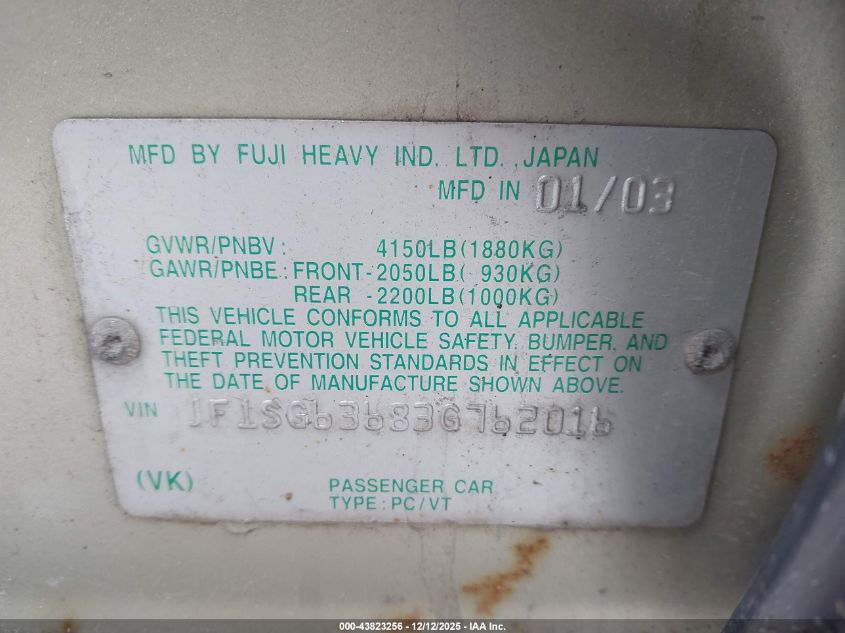 MFD BY FUJI HEAVY IND. LTD. JAPAN
MFD IN 01/03
GVWR/PNBV: 4150LB(1880KG)
GAWR/PNBE: FRONT-2050LB( 930KG)
REAR -2200LB(1000KG)
THIS VEHICLE CONFORMS TO ALL APPLICABLE
FEDERAL MOTOR VEHICLE SAFETY, BUMPER, AND
THEFT PREVENTION STANDARDS IN EFFECT ON
THE DATE OF MANUFACTURE SHOWN ABOVE.
VIN JF1SG63683G762016
(VK) PASSENGER CAR
TYPE: PC/VT
000-43823256 - 12/12/2025 - IAA Inc.